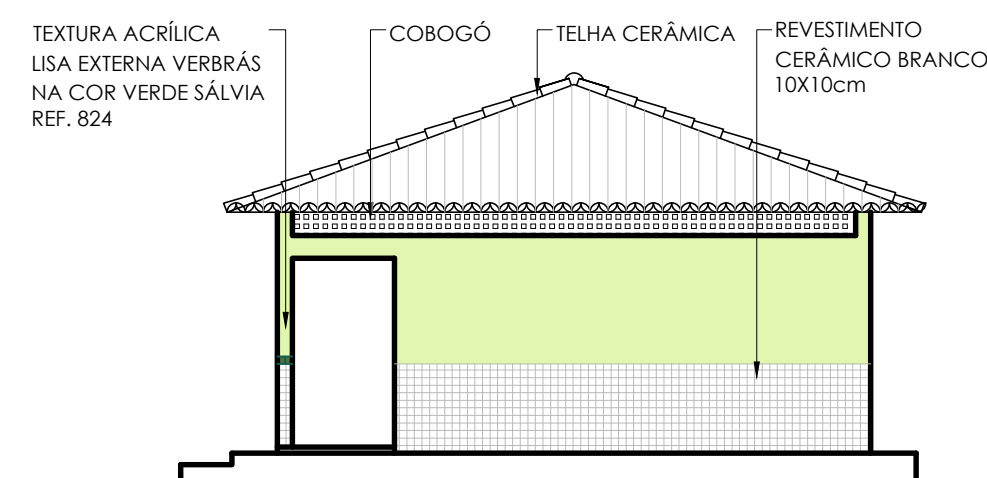 TEXTURA ACRÍLICA
LISA EXTERNA VERBRÁS
NA COR VERDE SÁLVIA
REF. 824
COBOGÓ
TELHA CERÂMICA
REVESTIMENTO
CERÂMICO BRANCO
10X10cm